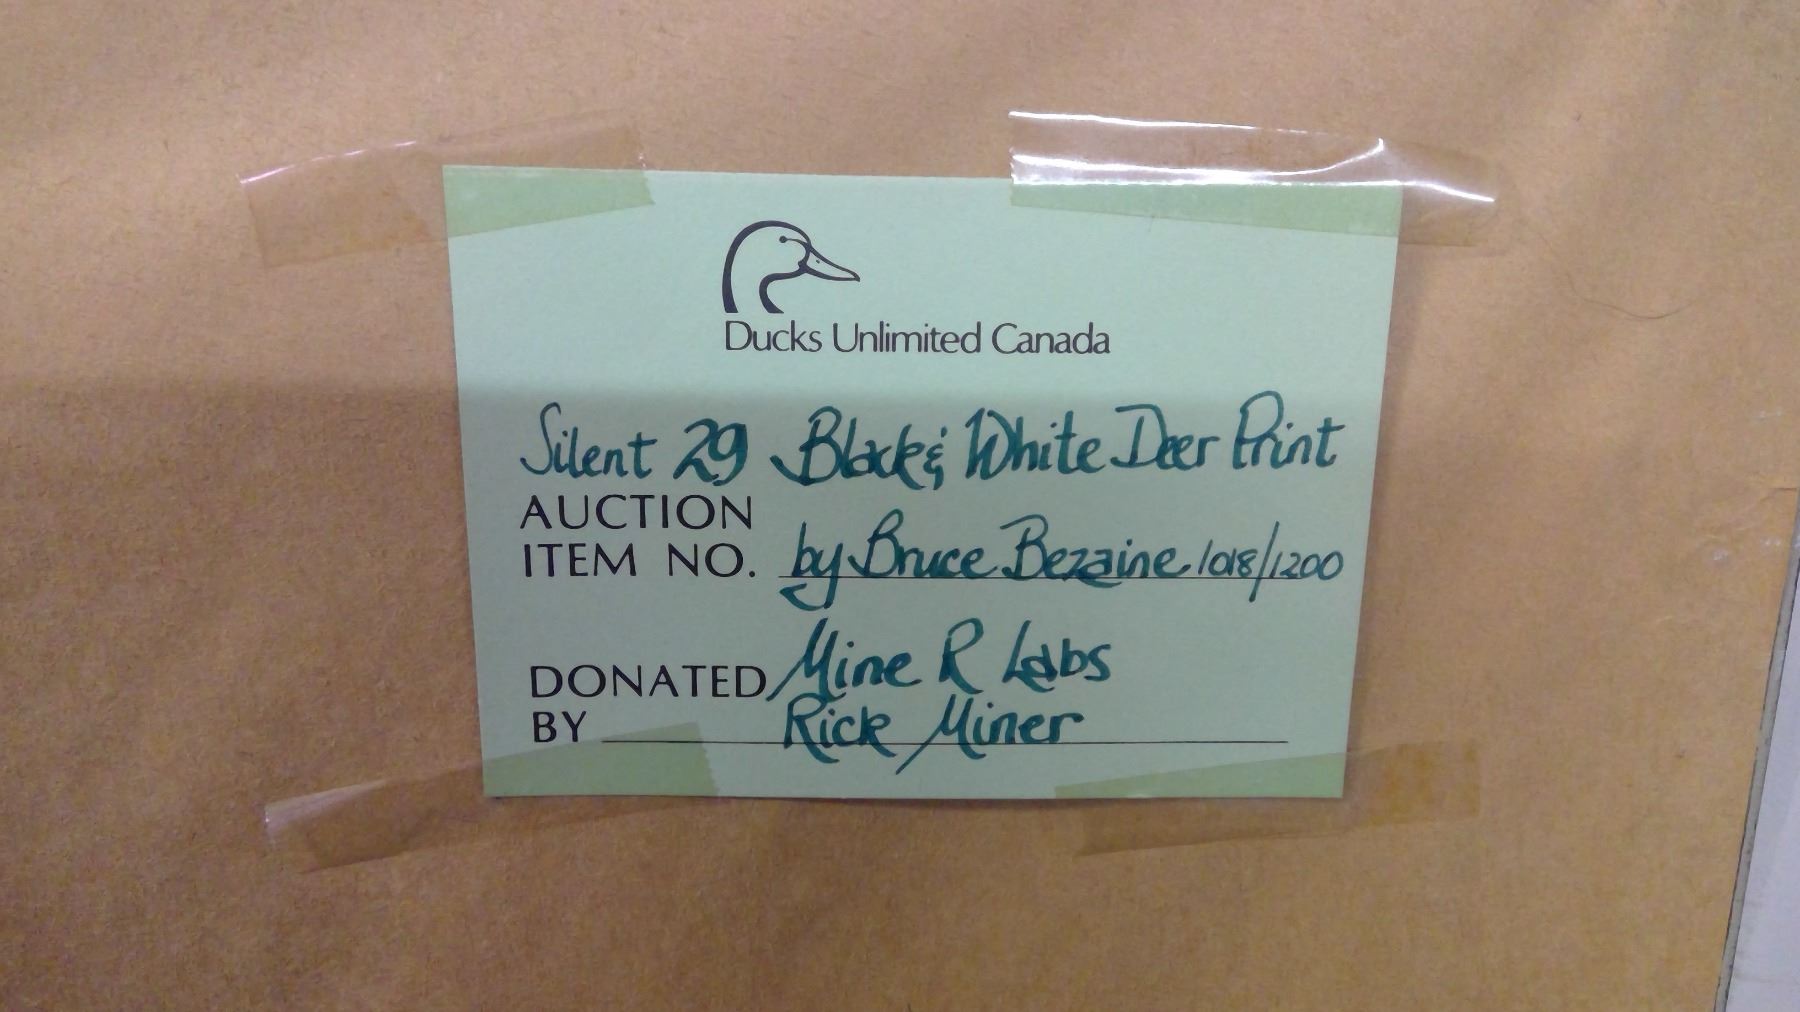 Ducks Unlimited Canada
Silent 29 Black & White Deer Print
AUCTION
ITEM NO. by Bruce Bezaine 1018/1200
DONATED Mine R Labs
BY Rick Miner